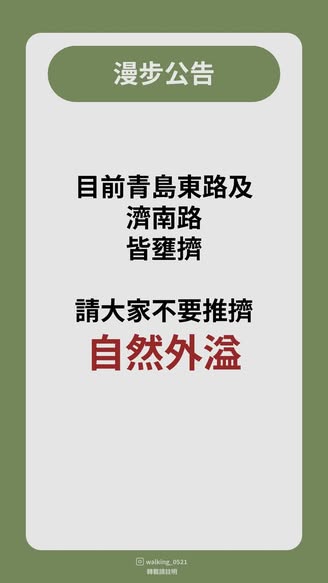 漫步公告
目前青島東路及
濟南路
皆壅擠
請大家不要推擠
自然外溢
walking_0521
轉載請註明